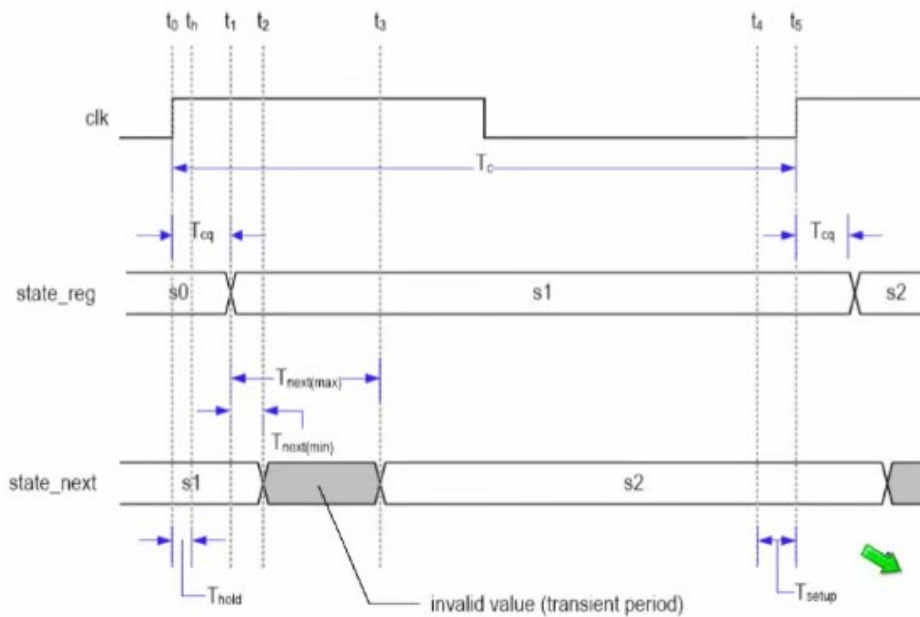 t0 th t1 t2 t3 t4 t5
clk
Tc
Tcq Tcq
state_reg s0 s1 s2
Tnext(max)
Tnext(min)
state_next s1 s2
Thold Tsetup
invalid value (transient period)